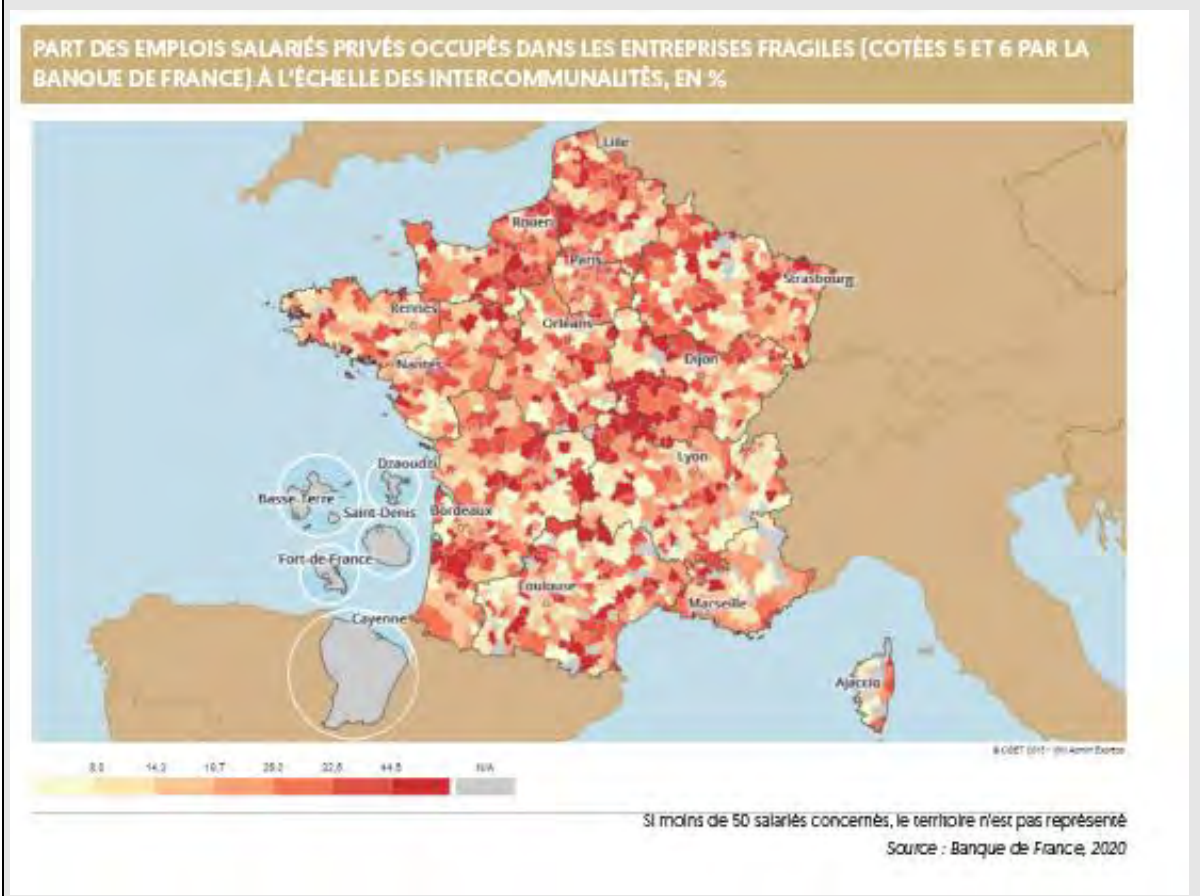 PART DES EMPLOIS SALARIÉS PRIVÉS OCCUPÉS DANS LES ENTREPRISES FRAGILES (COTÉES 5 ET 6 PAR LA
BANQUE DE FRANCE) À L'ÉCHELLE DES INTERCOMMUNALITÉS, EN %
Lille
Rouen
Paris
Strasbourg
Rennes
Orléans
Nantes
Dijon
Dzaoudzi
Lyon
Basse-Terre
Saint-Denis
Bordeaux
Fort-de-France
Toulouse
Marseille
Cayenne
Ajaccio
Admin Express
N/A
Si moins de 50 salariés concernés, le territoire n'est pas représenté
Source : Banque de France, 2020